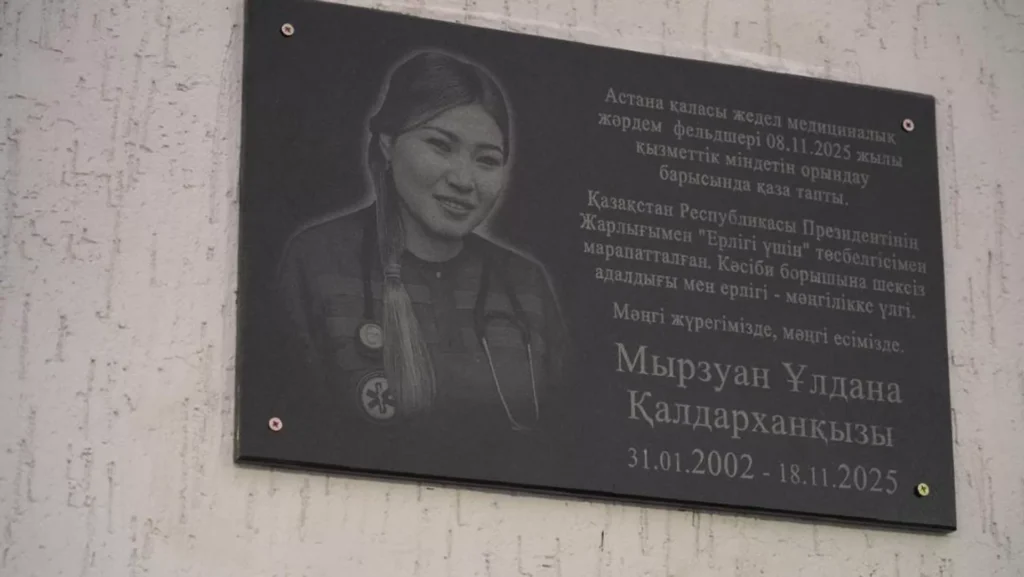 Астана қаласы жедел медициналық
жәрдем фельдшері 08.11.2025 жылы
қызметтік міндетін орындау
барысында қаза тапты.
Қазақстан Республикасы Президентінің
Жарлығымен "Ерлігі үшін" төсбелгісімен
марапатталған. Кәсіби борышына шексіз
адалдығы мен ерлігі - мәңгілікке үлгі.
Мәңгі жүрегімізде, мәңгі есімізде.
Мырзуан Ұлдана
Қалдарханқызы
31.01.2002 - 18.11.2025